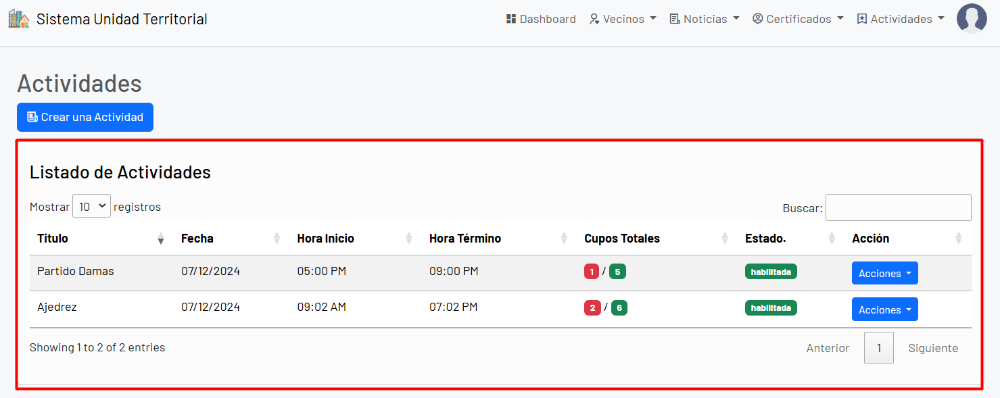 Sistema Unidad Territorial Dashboard Vecinos Noticias Certificados Actividades
Actividades
Crear una Actividad
Listado de Actividades
Mostrar 10 registros Buscar:
Titulo Fecha Hora Inicio Hora Término Cupos Totales Estado. Acción
Partido Damas 07/12/2024 05:00 PM 09:00 PM 1 / 5 habilitada Acciones
Ajedrez 07/12/2024 09:02 AM 07:02 PM 2 / 6 habilitada Acciones
Showing 1 to 2 of 2 entries Anterior 1 Siguiente